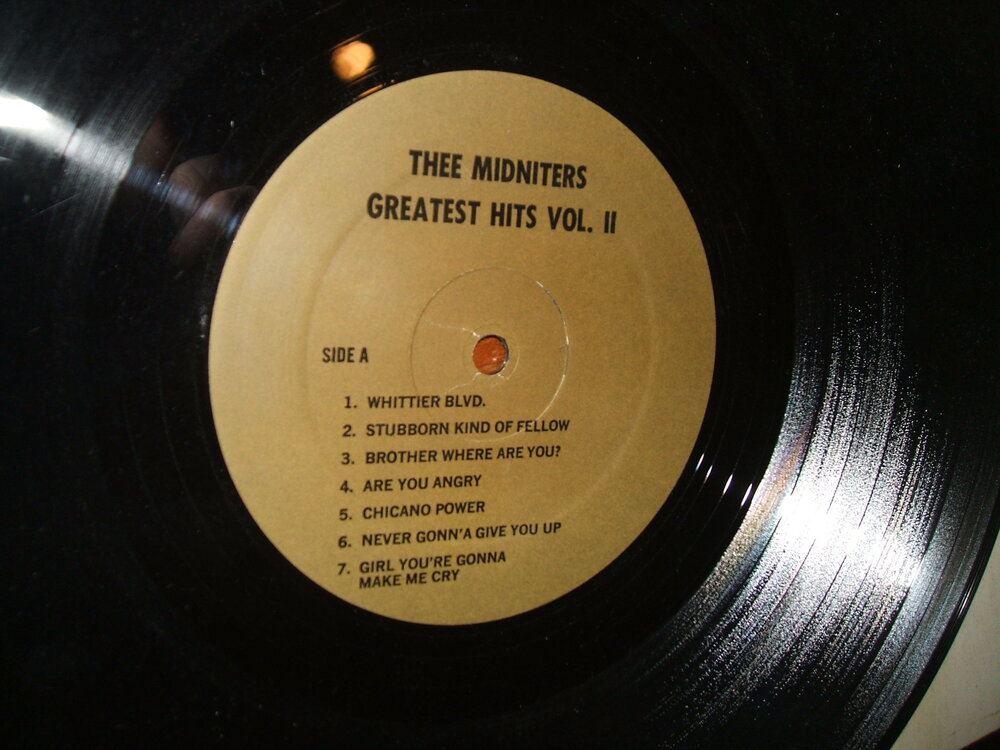 THEE MIDNITERS
GREATEST HITS VOL. II
SIDE A
1. WHITTIER BLVD.
2. STUBBORN KIND OF FELLOW
3. BROTHER WHERE ARE YOU?
4. ARE YOU ANGRY
5. CHICANO POWER
6. NEVER GONN'A GIVE YOU UP
7. GIRL YOU'RE GONNA
MAKE ME CRY